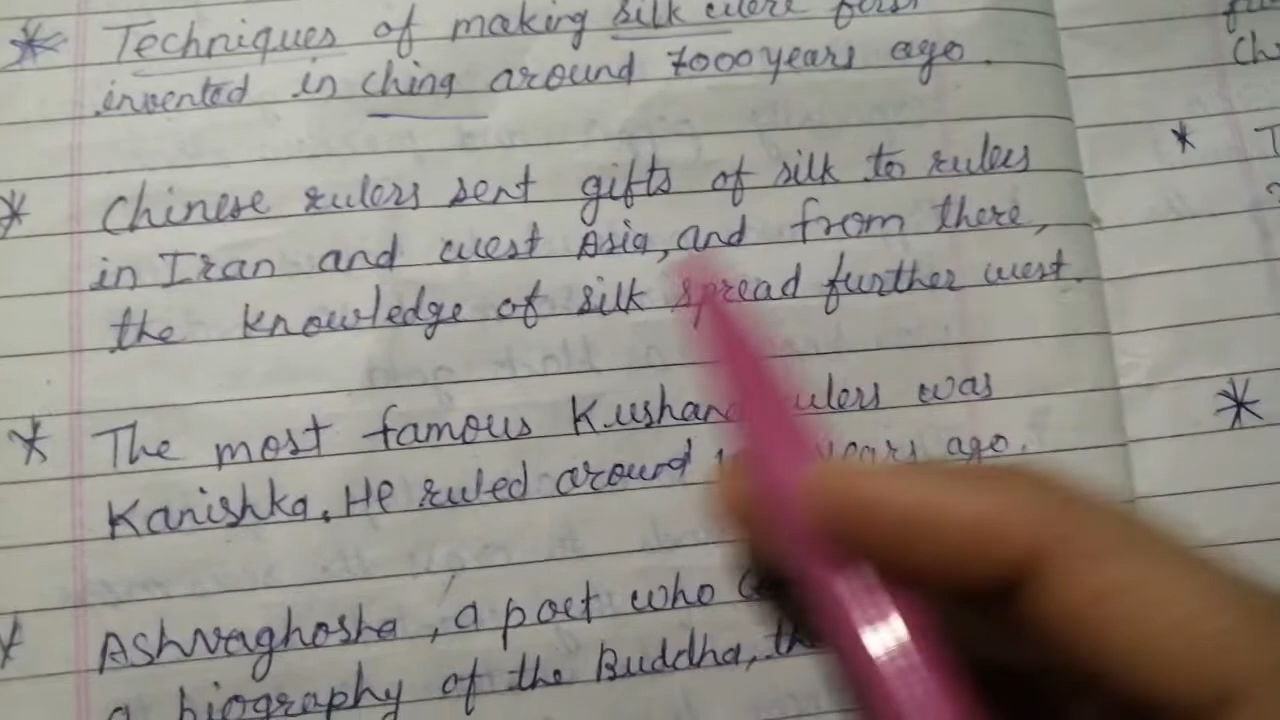 * Techniques of making silk were first
invented in China around 7000 years ago.
* Chinese rulers sent gifts of silk to rulers
in Iran and west Asia, and from there,
the knowledge of silk spread further west.
* The most famous Kushana rulers was
Kanishka. He ruled around years ago.
* Ashvaghosha, a poet who
a biography of the Buddha,
*
*